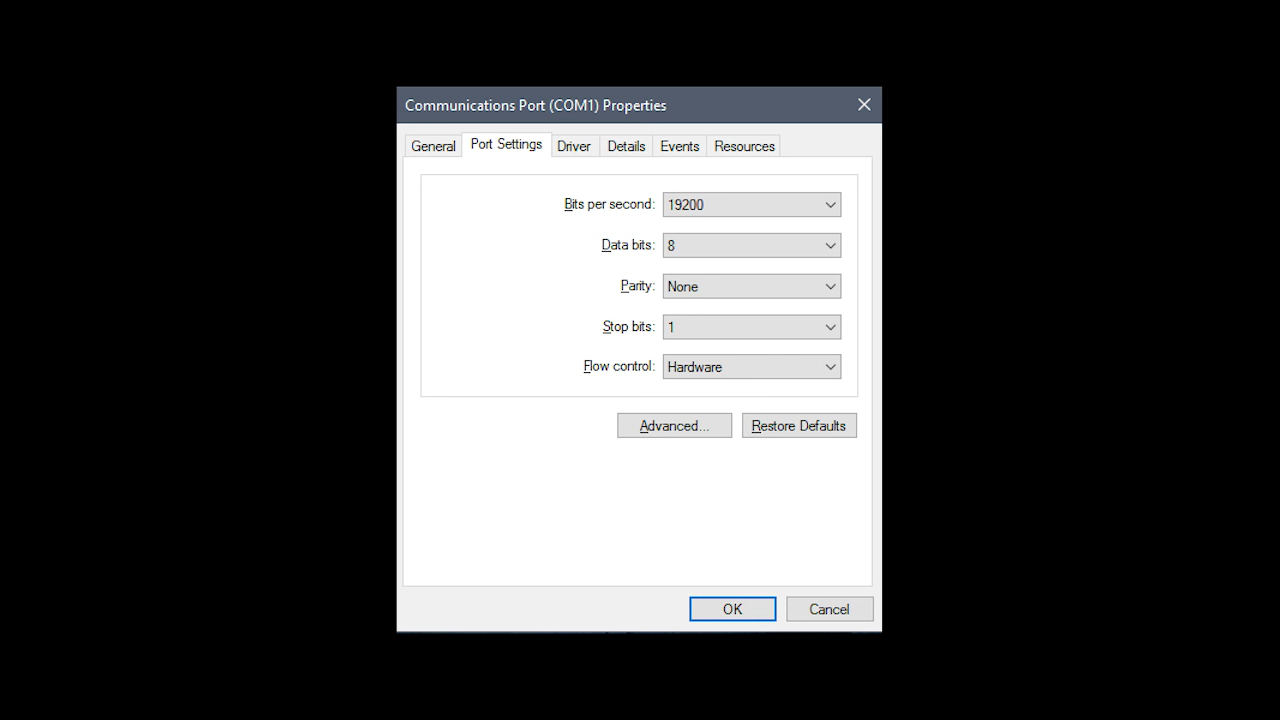 Communications Port (COM1) Properties
General Port Settings Driver Details Events Resources
Bits per second: 19200
Data bits: 8
Parity: None
Stop bits: 1
Flow control: Hardware
Advanced... Restore Defaults
OK Cancel